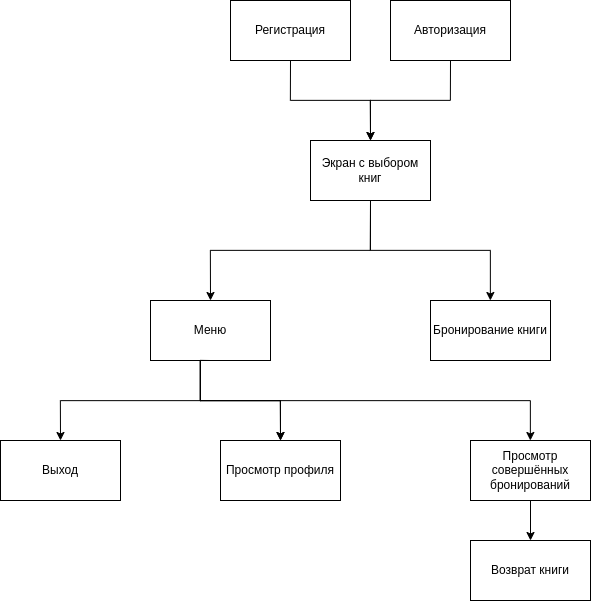 Регистрация
Авторизация
Экран с выбором
книг
Меню
Бронирование книги
Выход
Просмотр профиля
Просмотр
совершённых
бронирований
Возврат книги